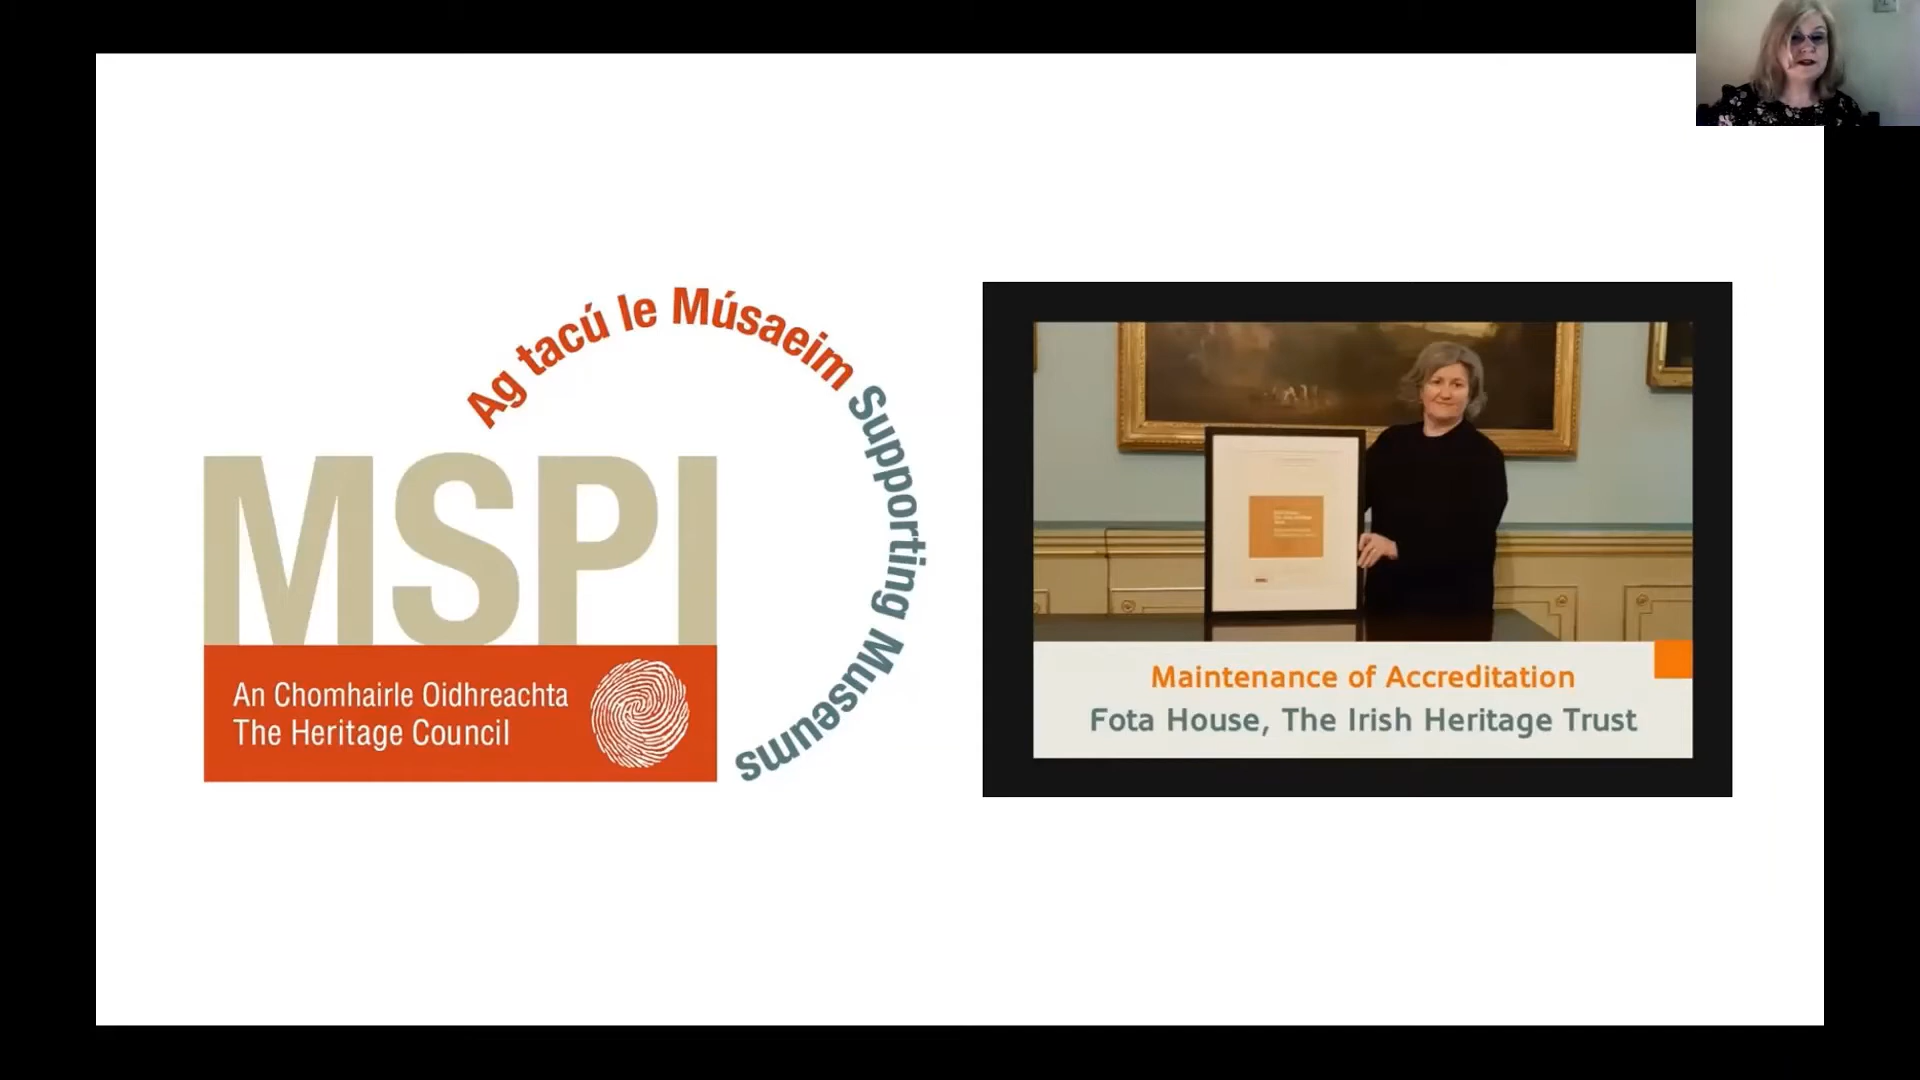 Ag tacú le Músaeim Supporting Museums
MSPI
An Chomhairle Oidhreachta
The Heritage Council
Maintenance of Accreditation
Fota House, The Irish Heritage Trust